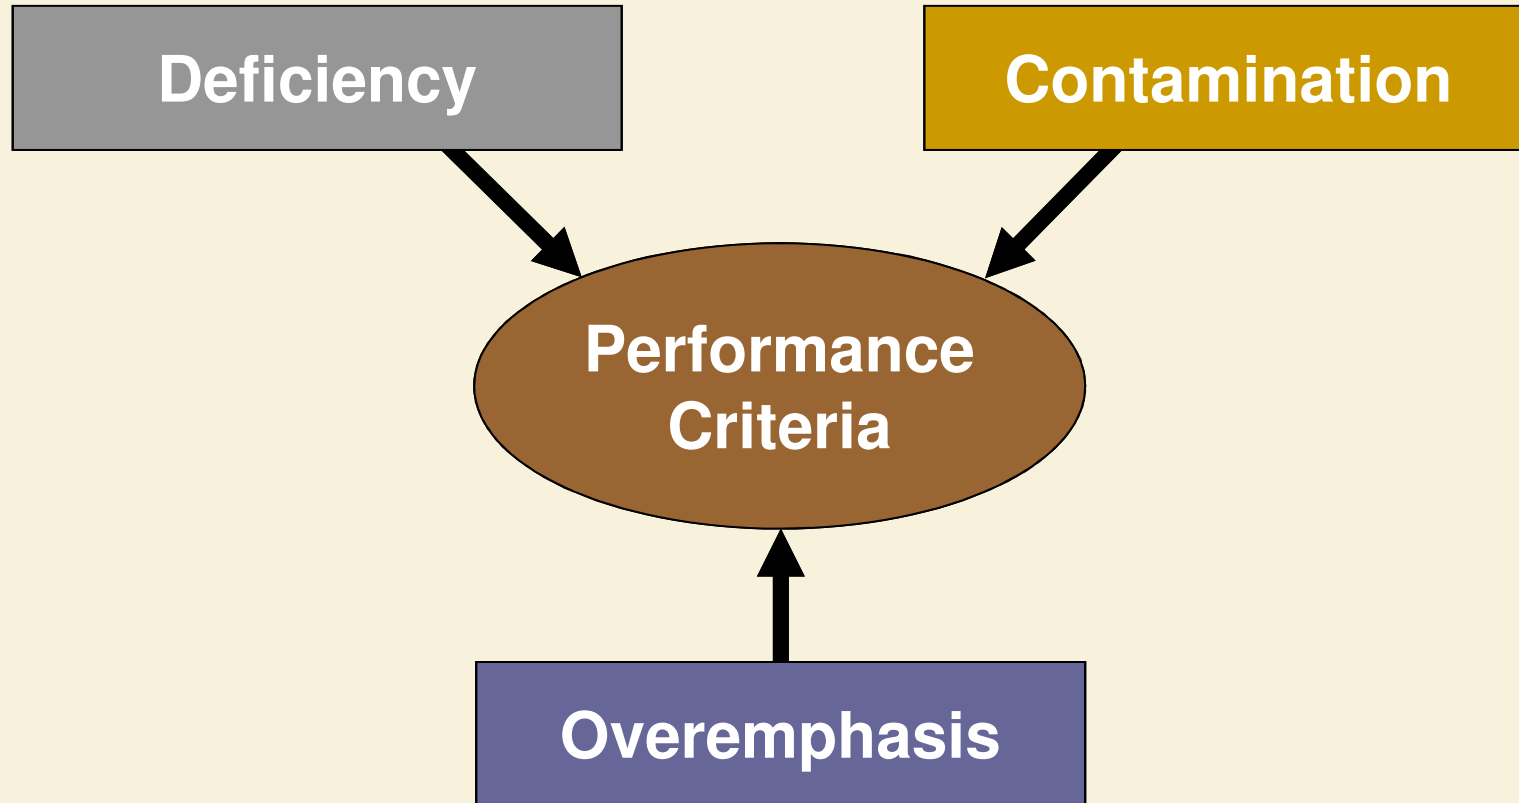 Deficiency
Contamination
Performance
Criteria
Overemphasis